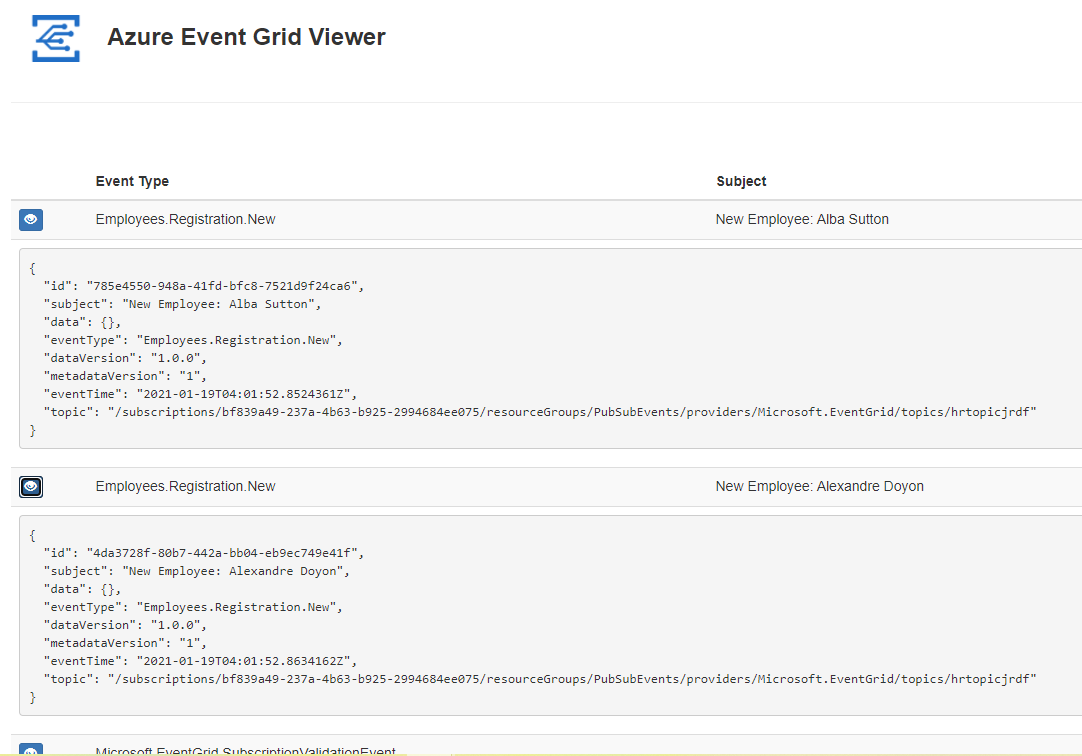 Azure Event Grid Viewer
Event Type Subject
Employees.Registration.New New Employee: Alba Sutton
{
  "id": "785e4550-948a-41fd-bfc8-7521d9f24ca6",
  "subject": "New Employee: Alba Sutton",
  "data": {},
  "eventType": "Employees.Registration.New",
  "dataVersion": "1.0.0",
  "metadataVersion": "1",
  "eventTime": "2021-01-19T04:01:52.8524361Z",
  "topic": "/subscriptions/bf839a49-237a-4b63-b925-2994684ee075/resourceGroups/PubSubEvents/providers/Microsoft.EventGrid/topics/hrtopicjrdf"
}
Employees.Registration.New New Employee: Alexandre Doyon
{
  "id": "4da3728f-80b7-442a-bb04-eb9ec749e41f",
  "subject": "New Employee: Alexandre Doyon",
  "data": {},
  "eventType": "Employees.Registration.New",
  "dataVersion": "1.0.0",
  "metadataVersion": "1",
  "eventTime": "2021-01-19T04:01:52.8634162Z",
  "topic": "/subscriptions/bf839a49-237a-4b63-b925-2994684ee075/resourceGroups/PubSubEvents/providers/Microsoft.EventGrid/topics/hrtopicjrdf"
}
Microsoft.EventGrid.SubscriptionValidationEvent